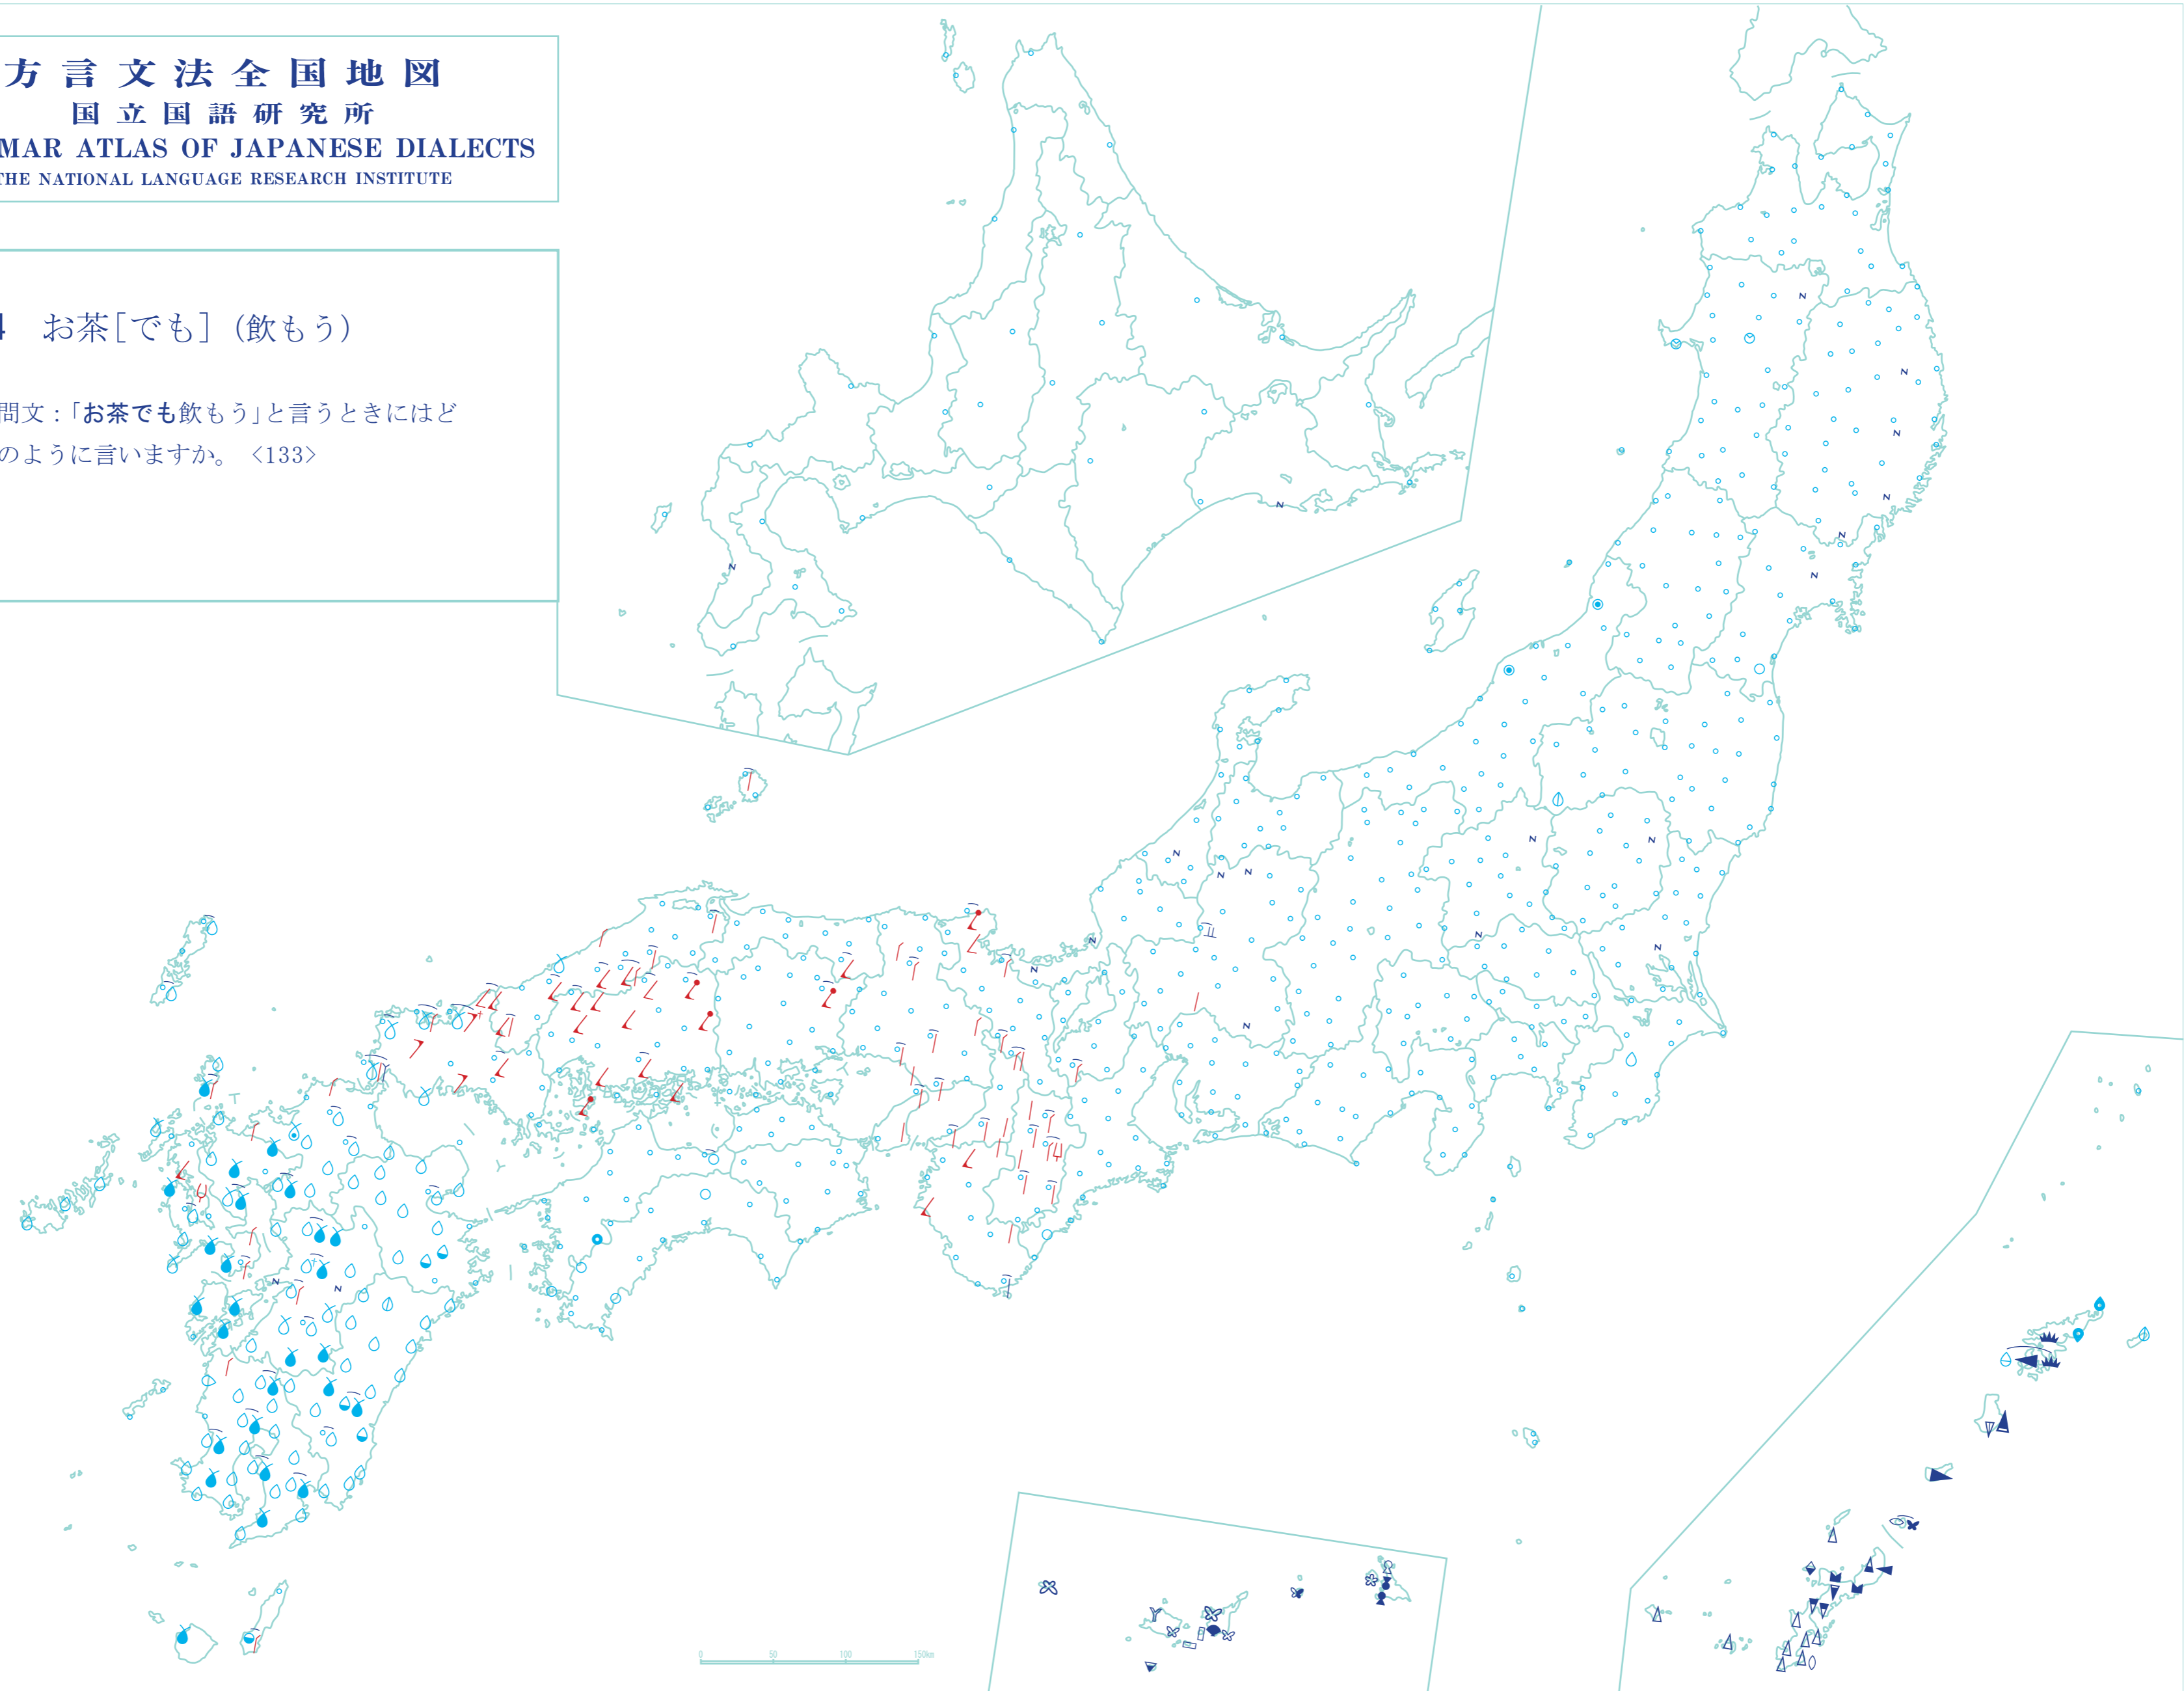 方言文法全国地図
国立国語研究所
MAR ATLAS OF JAPANESE DIALECTS
THE NATIONAL LANGUAGE RESEARCH INSTITUTE
4 お茶[でも](飲もう)
問文:「お茶でも飲もう」と言うときにはど
のように言いますか。〈133〉
0 50 100 150km